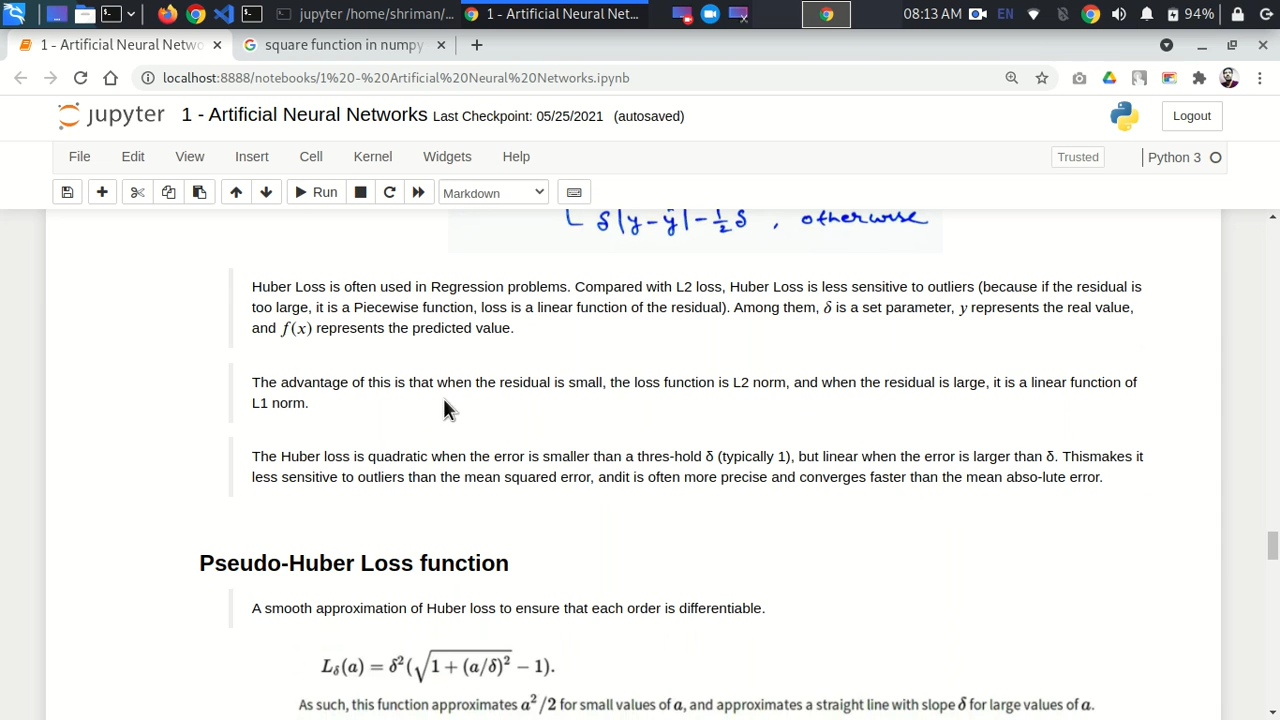 jupyter /home/shriman/...
1 - Artificial Neural Net...
08:13 AM
EN
94%
1 - Artificial Neural Netwo
square function in numpy
localhost:8888/notebooks/1%20-%20Artificial%20Neural%20Networks.ipynb
jupyter
1 - Artificial Neural Networks Last Checkpoint: 05/25/2021 (autosaved)
Logout
File Edit View Insert Cell Kernel Widgets Help
Trusted
Python 3
Run
Markdown
δ|y-ŷ| - ½ δ , otherwise
Huber Loss is often used in Regression problems. Compared with L2 loss, Huber Loss is less sensitive to outliers (because if the residual is
too large, it is a Piecewise function, loss is a linear function of the residual). Among them, δ is a set parameter, y represents the real value,
and f(x) represents the predicted value.
The advantage of this is that when the residual is small, the loss function is L2 norm, and when the residual is large, it is a linear function of
L1 norm.
The Huber loss is quadratic when the error is smaller than a thres-hold δ (typically 1), but linear when the error is larger than δ. Thismakes it
less sensitive to outliers than the mean squared error, andit is often more precise and converges faster than the mean abso-lute error.
Pseudo-Huber Loss function
A smooth approximation of Huber loss to ensure that each order is differentiable.
L_δ(a) = δ²(√(1 + (a/δ)²) − 1).
As such, this function approximates a²/2 for small values of a, and approximates a straight line with slope δ for large values of a.